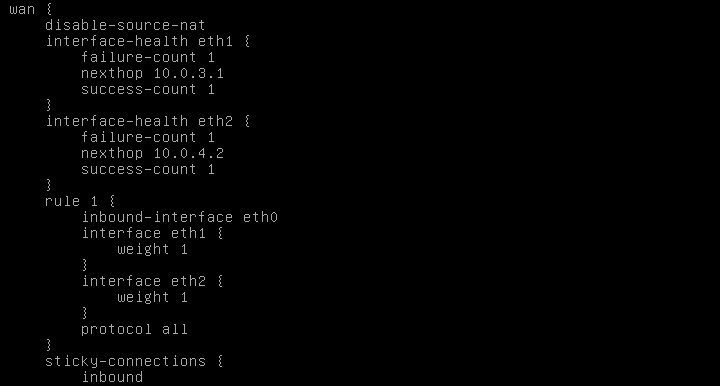 wan {
    disable-source-nat
    interface-health eth1 {
        failure-count 1
        nexthop 10.0.3.1
        success-count 1
    }
    interface-health eth2 {
        failure-count 1
        nexthop 10.0.4.2
        success-count 1
    }
    rule 1 {
        inbound-interface eth0
        interface eth1 {
            weight 1
        }
        interface eth2 {
            weight 1
        }
        protocol all
    }
    sticky-connections {
        inbound